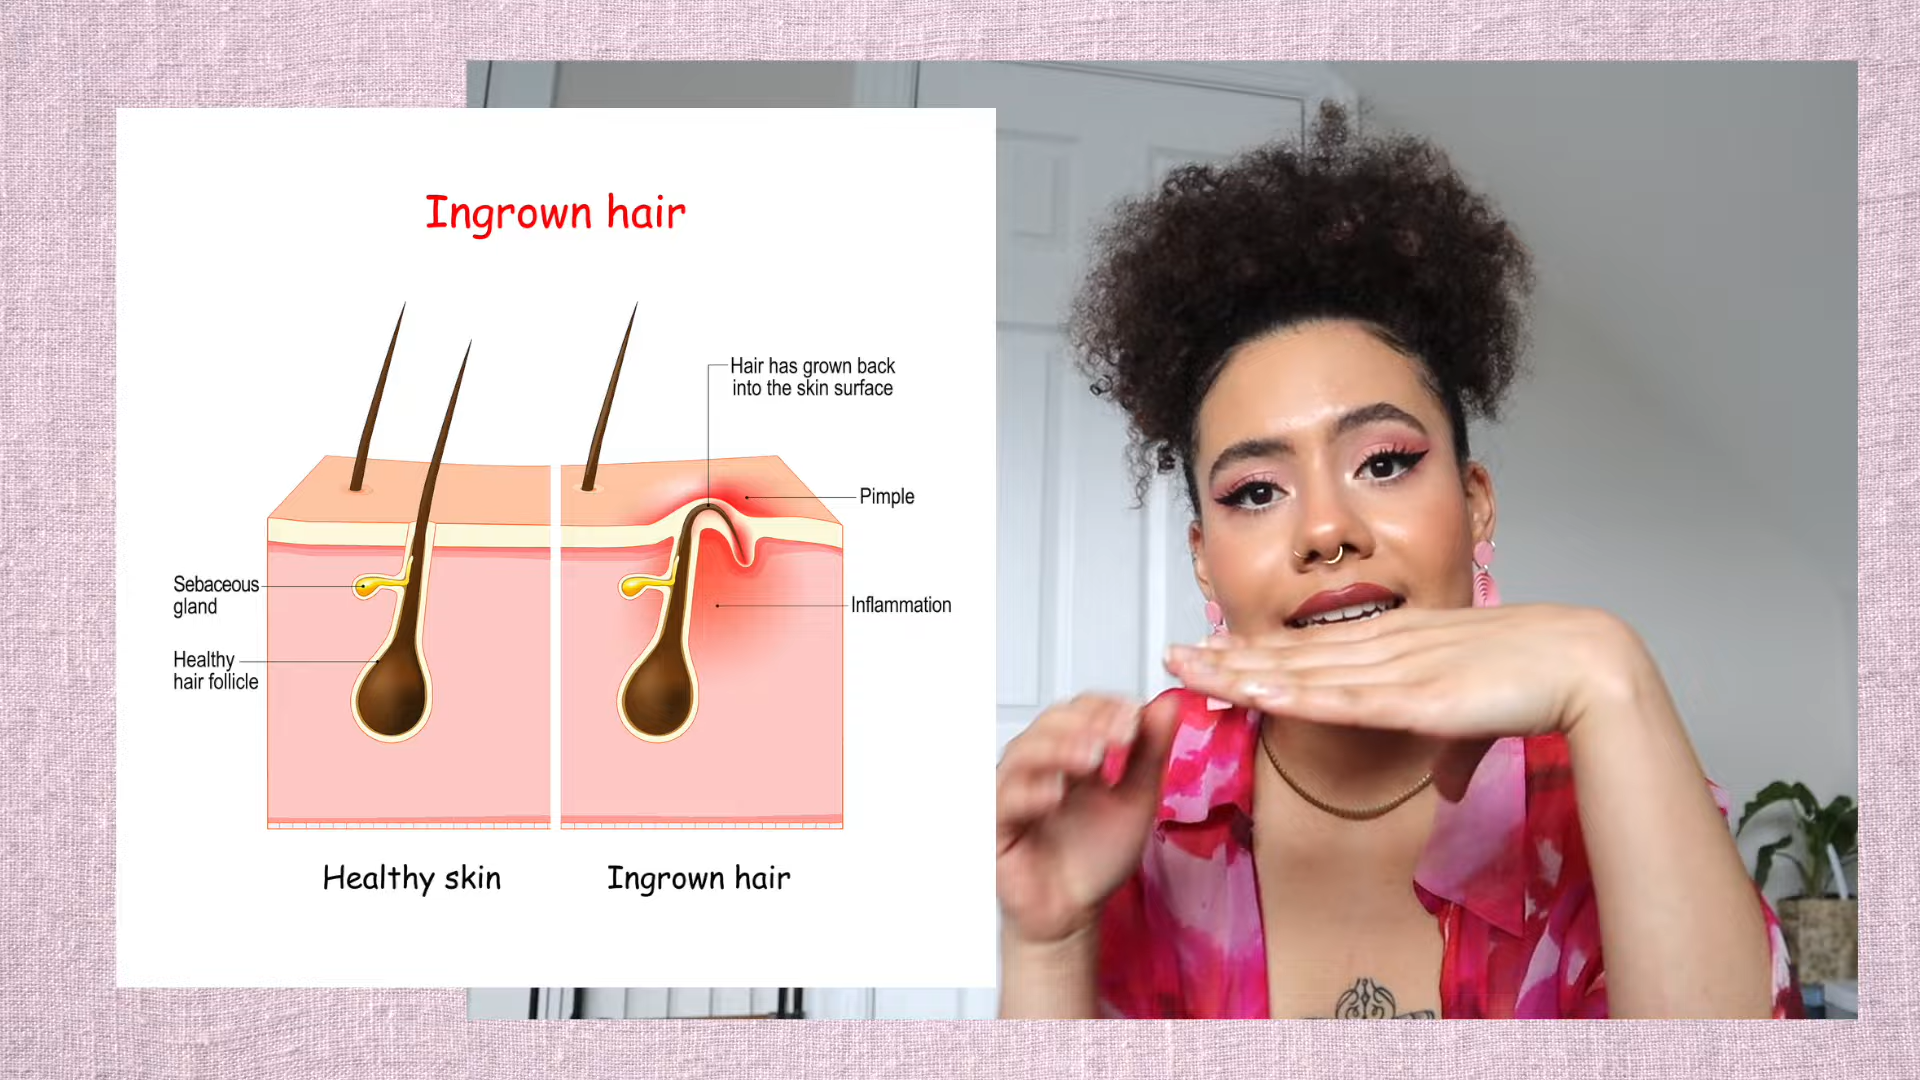 Ingrown hair
Hair has grown back
into the skin surface
Pimple
Sebaceous
gland
Inflammation
Healthy
hair follicle
Healthy skin
Ingrown hair